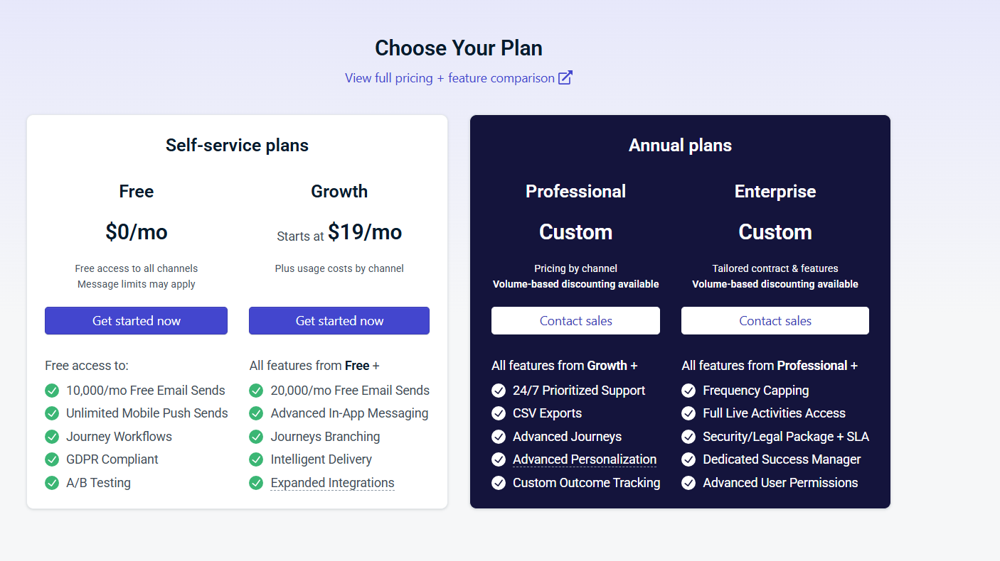 Choose Your Plan
View full pricing + feature comparison
Self-service plans
Free
$0/mo
Free access to all channels
Message limits may apply
Get started now
Free access to:
10,000/mo Free Email Sends
Unlimited Mobile Push Sends
Journey Workflows
GDPR Compliant
A/B Testing
Growth
Starts at $19/mo
Plus usage costs by channel
Get started now
All features from Free +
20,000/mo Free Email Sends
Advanced In-App Messaging
Journeys Branching
Intelligent Delivery
Expanded Integrations
Annual plans
Professional
Custom
Pricing by channel
Volume-based discounting available
Contact sales
All features from Growth +
24/7 Prioritized Support
CSV Exports
Advanced Journeys
Advanced Personalization
Custom Outcome Tracking
Enterprise
Custom
Tailored contract & features
Volume-based discounting available
Contact sales
All features from Professional +
Frequency Capping
Full Live Activities Access
Security/Legal Package + SLA
Dedicated Success Manager
Advanced User Permissions